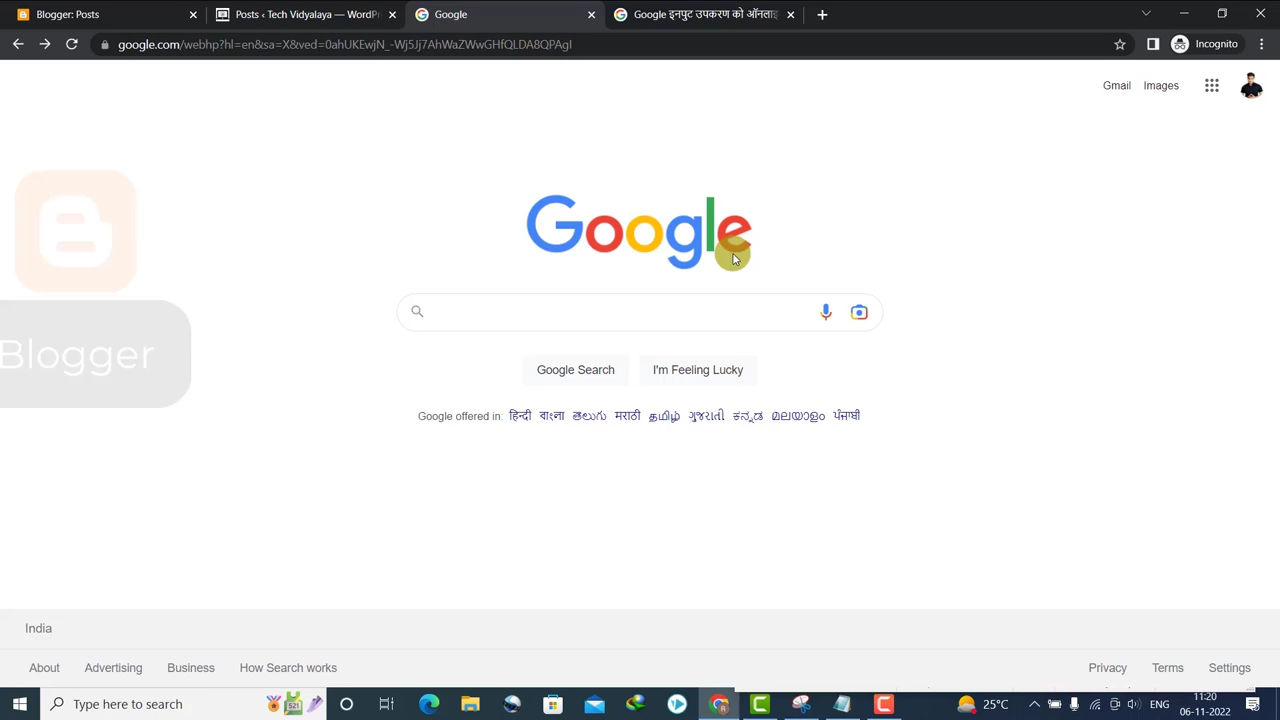 Blogger: Posts
Posts ‹ Tech Vidyalaya — WordPr
Google
Google इनपुट उपकरण को ऑनलाइ
google.com/webhp?hl=en&sa=X&ved=0ahUKEwjN_-Wj5Jj7AhWaZWwGHfQLDA8QPAgI
Incognito
Gmail Images
Google
Blogger
Google Search
I'm Feeling Lucky
Google offered in: हिन्दी বাংলা తెలుగు मराठी தமிழ் ગુજરાતી ಕನ್ನಡ മലയാളം ਪੰਜਾਬੀ
India
About Advertising Business How Search works
Privacy Terms Settings
Type here to search
25°C
ENG
11:20
06-11-2022